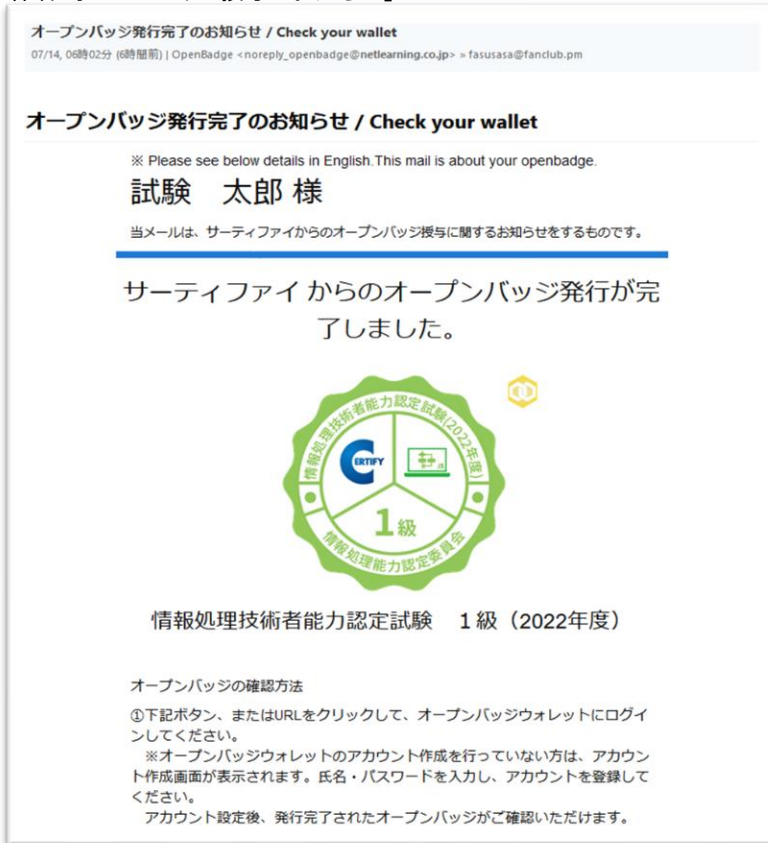 オープンバッジ発行完了のお知らせ / Check your wallet
07/14, 06時02分 (6時間前) | OpenBadge <noreply_openbadge@netlearning.co.jp> » fasusasa@fanclub.pm
オープンバッジ発行完了のお知らせ / Check your wallet
※ Please see below details in English.This mail is about your openbadge.
試験　太郎 様
当メールは、サーティファイからのオープンバッジ授与に関するお知らせをするものです。
サーティファイ からのオープンバッジ発行が完
了しました。
情報処理技術者能力認定試験(2022年度)
CERTIFY
1級
情報処理能力認定委員会
情報処理技術者能力認定試験　１級（2022年度）
オープンバッジの確認方法
①下記ボタン、またはURLをクリックして、オープンバッジウォレットにログイ
ンしてください。
※オープンバッジウォレットのアカウント作成を行っていない方は、アカウン
ト作成画面が表示されます。氏名・パスワードを入力し、アカウントを登録して
ください。
アカウント設定後、発行完了されたオープンバッジがご確認いただけます。